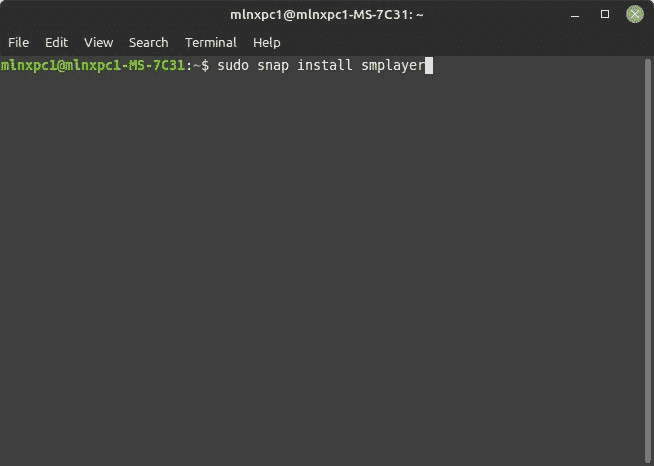 mlnxpc1@mlnxpc1-MS-7C31: ~
File Edit View Search Terminal Help
mlnxpc1@mlnxpc1-MS-7C31:~$ sudo snap install smplayer